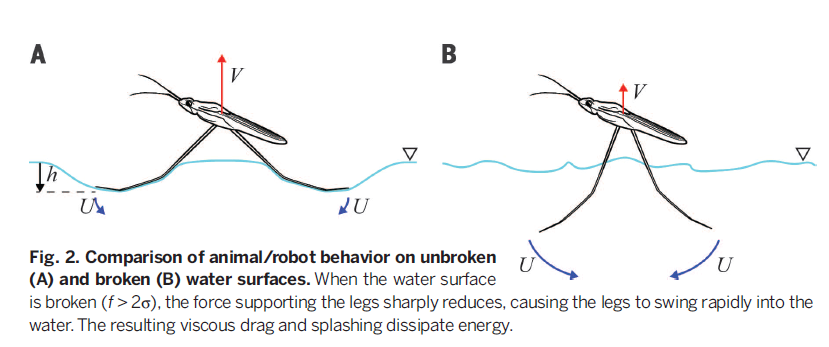 A
B
V
V
h
U
U
U
U
Fig. 2. Comparison of animal/robot behavior on unbroken
(A) and broken (B) water surfaces. When the water surface
is broken (f > 2σ), the force supporting the legs sharply reduces, causing the legs to swing rapidly into the
water. The resulting viscous drag and splashing dissipate energy.